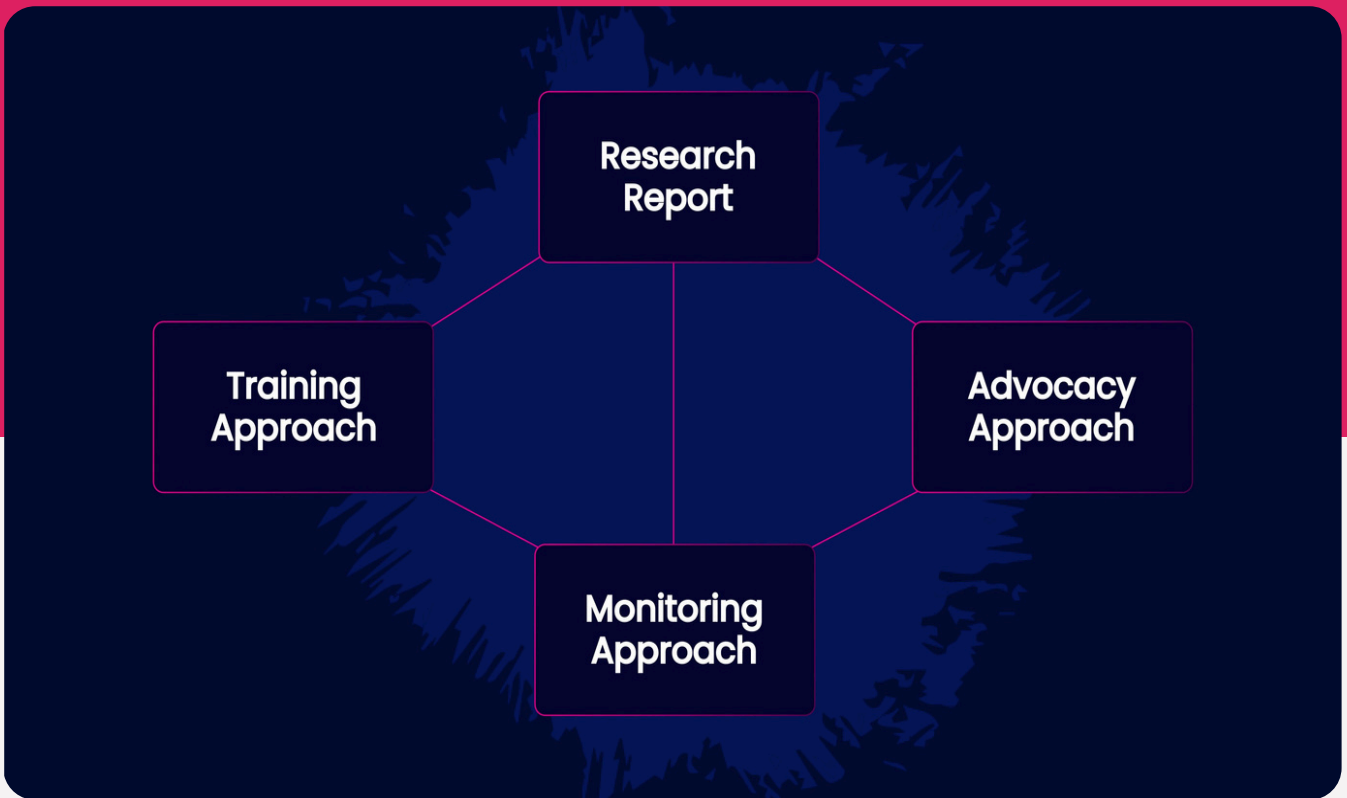 Research
Report
Training
Approach
Advocacy
Approach
Monitoring
Approach